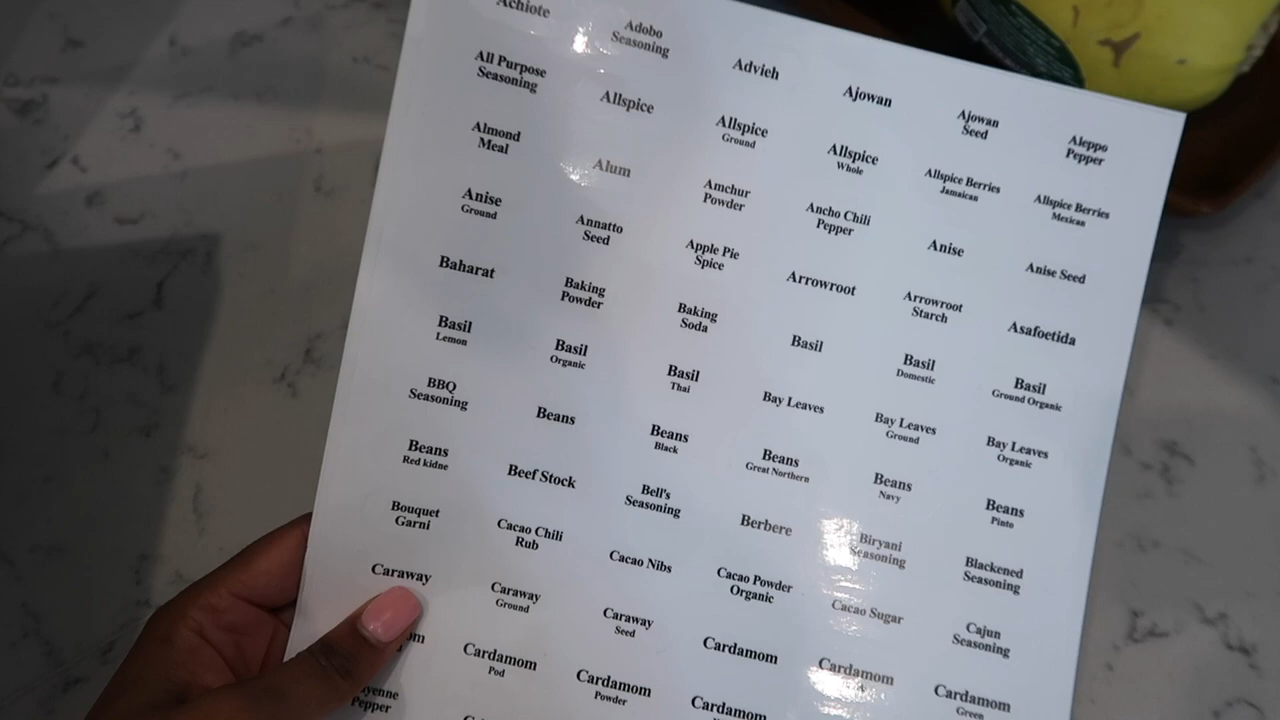 Achiote
Adobo
Seasoning
Advieh
Ajowan
Ajowan
Seed
Aleppo
Pepper
All Purpose
Seasoning
Allspice
Allspice
Ground
Allspice
Whole
Allspice Berries
Jamaican
Allspice Berries
Mexican
Almond
Meal
Alum
Amchur
Powder
Ancho Chili
Pepper
Anise
Anise Seed
Anise
Ground
Annatto
Seed
Apple Pie
Spice
Arrowroot
Arrowroot
Starch
Asafoetida
Baharat
Baking
Powder
Baking
Soda
Basil
Basil
Domestic
Basil
Ground Organic
Basil
Lemon
Basil
Organic
Basil
Thai
Bay Leaves
Bay Leaves
Ground
Bay Leaves
Organic
BBQ
Seasoning
Beans
Beans
Black
Beans
Great Northern
Beans
Navy
Beans
Pinto
Beans
Red kidne
Beef Stock
Bell's
Seasoning
Berbere
Biryani
Seasoning
Blackened
Seasoning
Bouquet
Garni
Cacao Chili
Rub
Cacao Nibs
Cacao Powder
Organic
Cacao Sugar
Cajun
Seasoning
Caraway
Caraway
Ground
Caraway
Seed
Cardamom
Cardamom
Cardamom
Green
om
Cardamom
Pod
Cardamom
Powder
Cardamom
yenne
Pepper